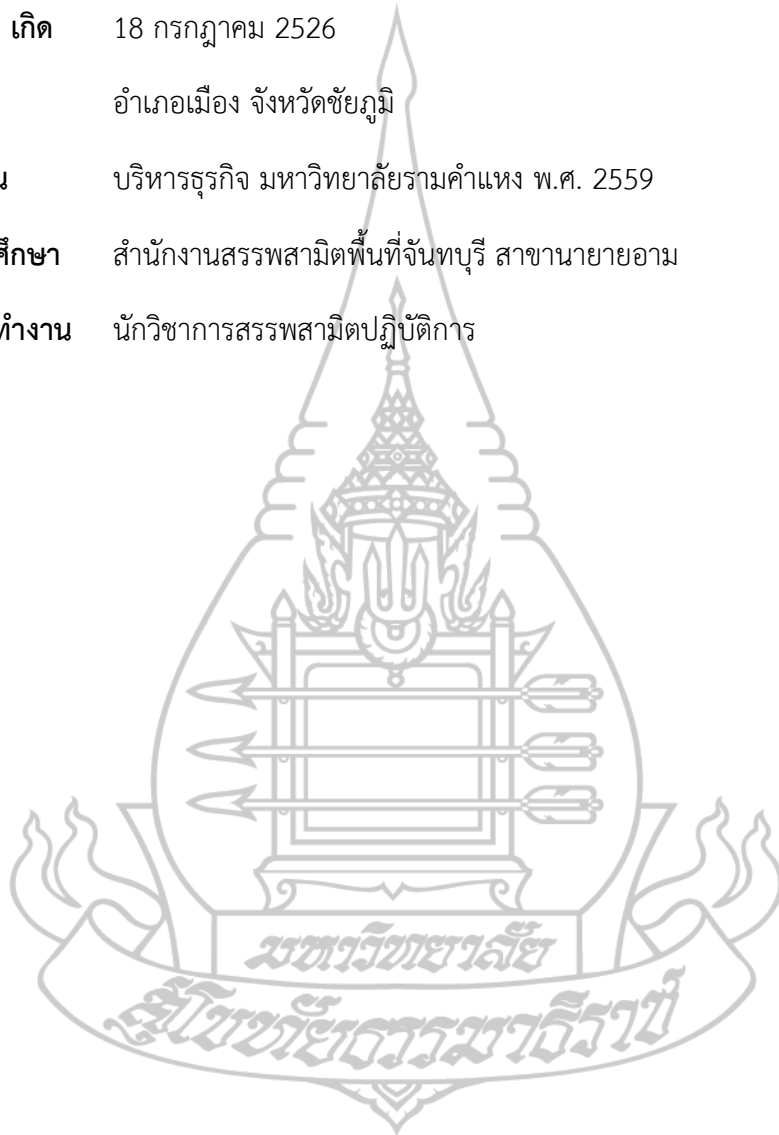 เกิด 18 กรกฎาคม 2526
อำเภอเมือง จังหวัดชัยภูมิ
น บริหารธุรกิจ มหาวิทยาลัยรามคำแหง พ.ศ. 2559
ศึกษา สำนักงานสรรพสามิตพื้นที่จันทบุรี สาขานายายอาม
ทำงาน นักวิชาการสรรพสามิตปฏิบัติการ
มหาวิทยาลัย
สุโขทัยธรรมาธิราช